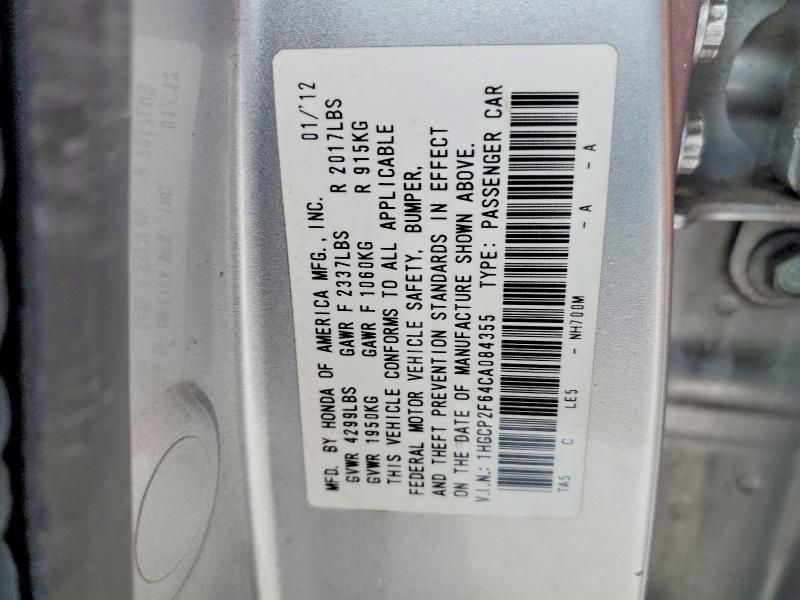 MFD. BY HONDA OF AMERICA MFG., INC. 01/'12
GVWR 4299LBS GAWR F 2337LBS R 2017LBS
GVWR 1950KG GAWR F 1060KG R 915KG
THIS VEHICLE CONFORMS TO ALL APPLICABLE
FEDERAL MOTOR VEHICLE SAFETY, BUMPER,
AND THEFT PREVENTION STANDARDS IN EFFECT
ON THE DATE OF MANUFACTURE SHOWN ABOVE.
V.I.N.: 1HGCP2F64CA084355 TYPE: PASSENGER CAR
TA5 C LE5 - NH700M - A - A